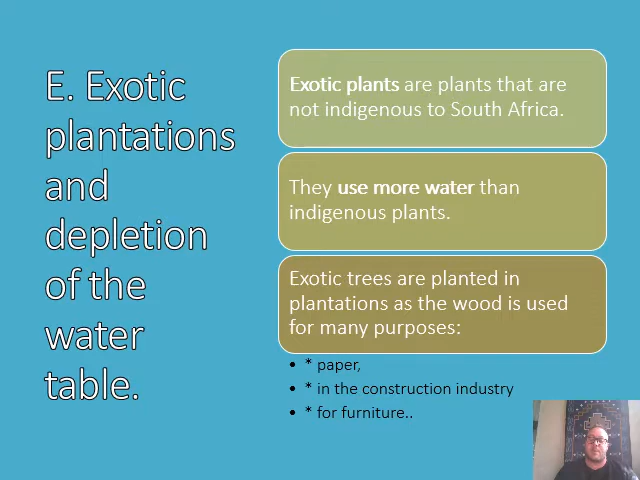 E. Exotic
plantations
and
depletion
of the
water
table.
Exotic plants are plants that are
not indigenous to South Africa.
They use more water than
indigenous plants.
Exotic trees are planted in
plantations as the wood is used
for many purposes:
• * paper,
• * in the construction industry
• * for furniture..